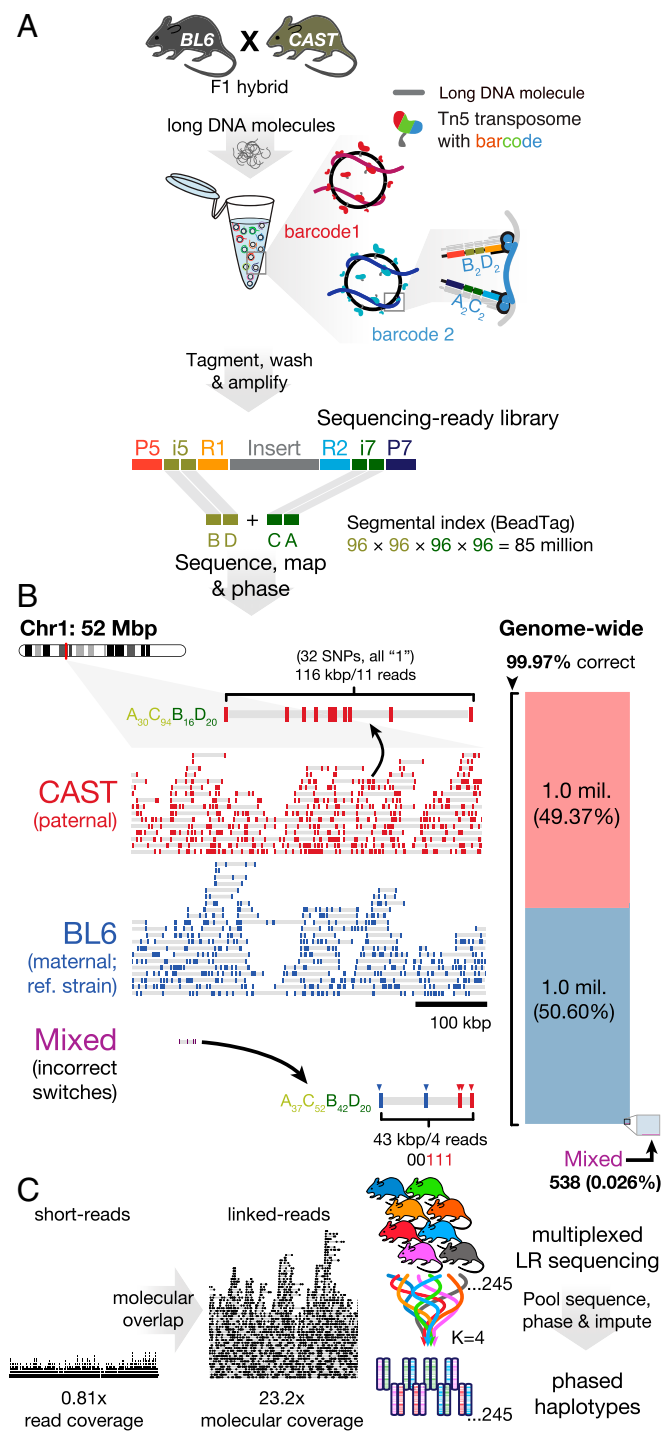 A
BL6 X CAST
F1 hybrid
long DNA molecules
Long DNA molecule
Tn5 transposome
with barcode
barcode1
B2D2
A2C2
barcode 2
Tagment, wash
& amplify
Sequencing-ready library
P5 i5 R1 Insert R2 i7 P7
B D + C A
Segmental index (BeadTag)
96 × 96 × 96 × 96 = 85 million
Sequence, map
& phase
B
Chr1: 52 Mbp
Genome-wide
99.97% correct
(32 SNPs, all “1”)
116 kbp/11 reads
A30C94B16D20
CAST
(paternal)
1.0 mil.
(49.37%)
BL6
(maternal;
ref. strain)
1.0 mil.
(50.60%)
100 kbp
Mixed
(incorrect
switches)
A37C52B42D20
43 kbp/4 reads
00111
Mixed
538 (0.026%)
C
short-reads
linked-reads
multiplexed
LR sequencing
molecular
overlap
...245
K=4
Pool sequence,
phase & impute
phased
haplotypes
...245
0.81x
read coverage
23.2x
molecular coverage